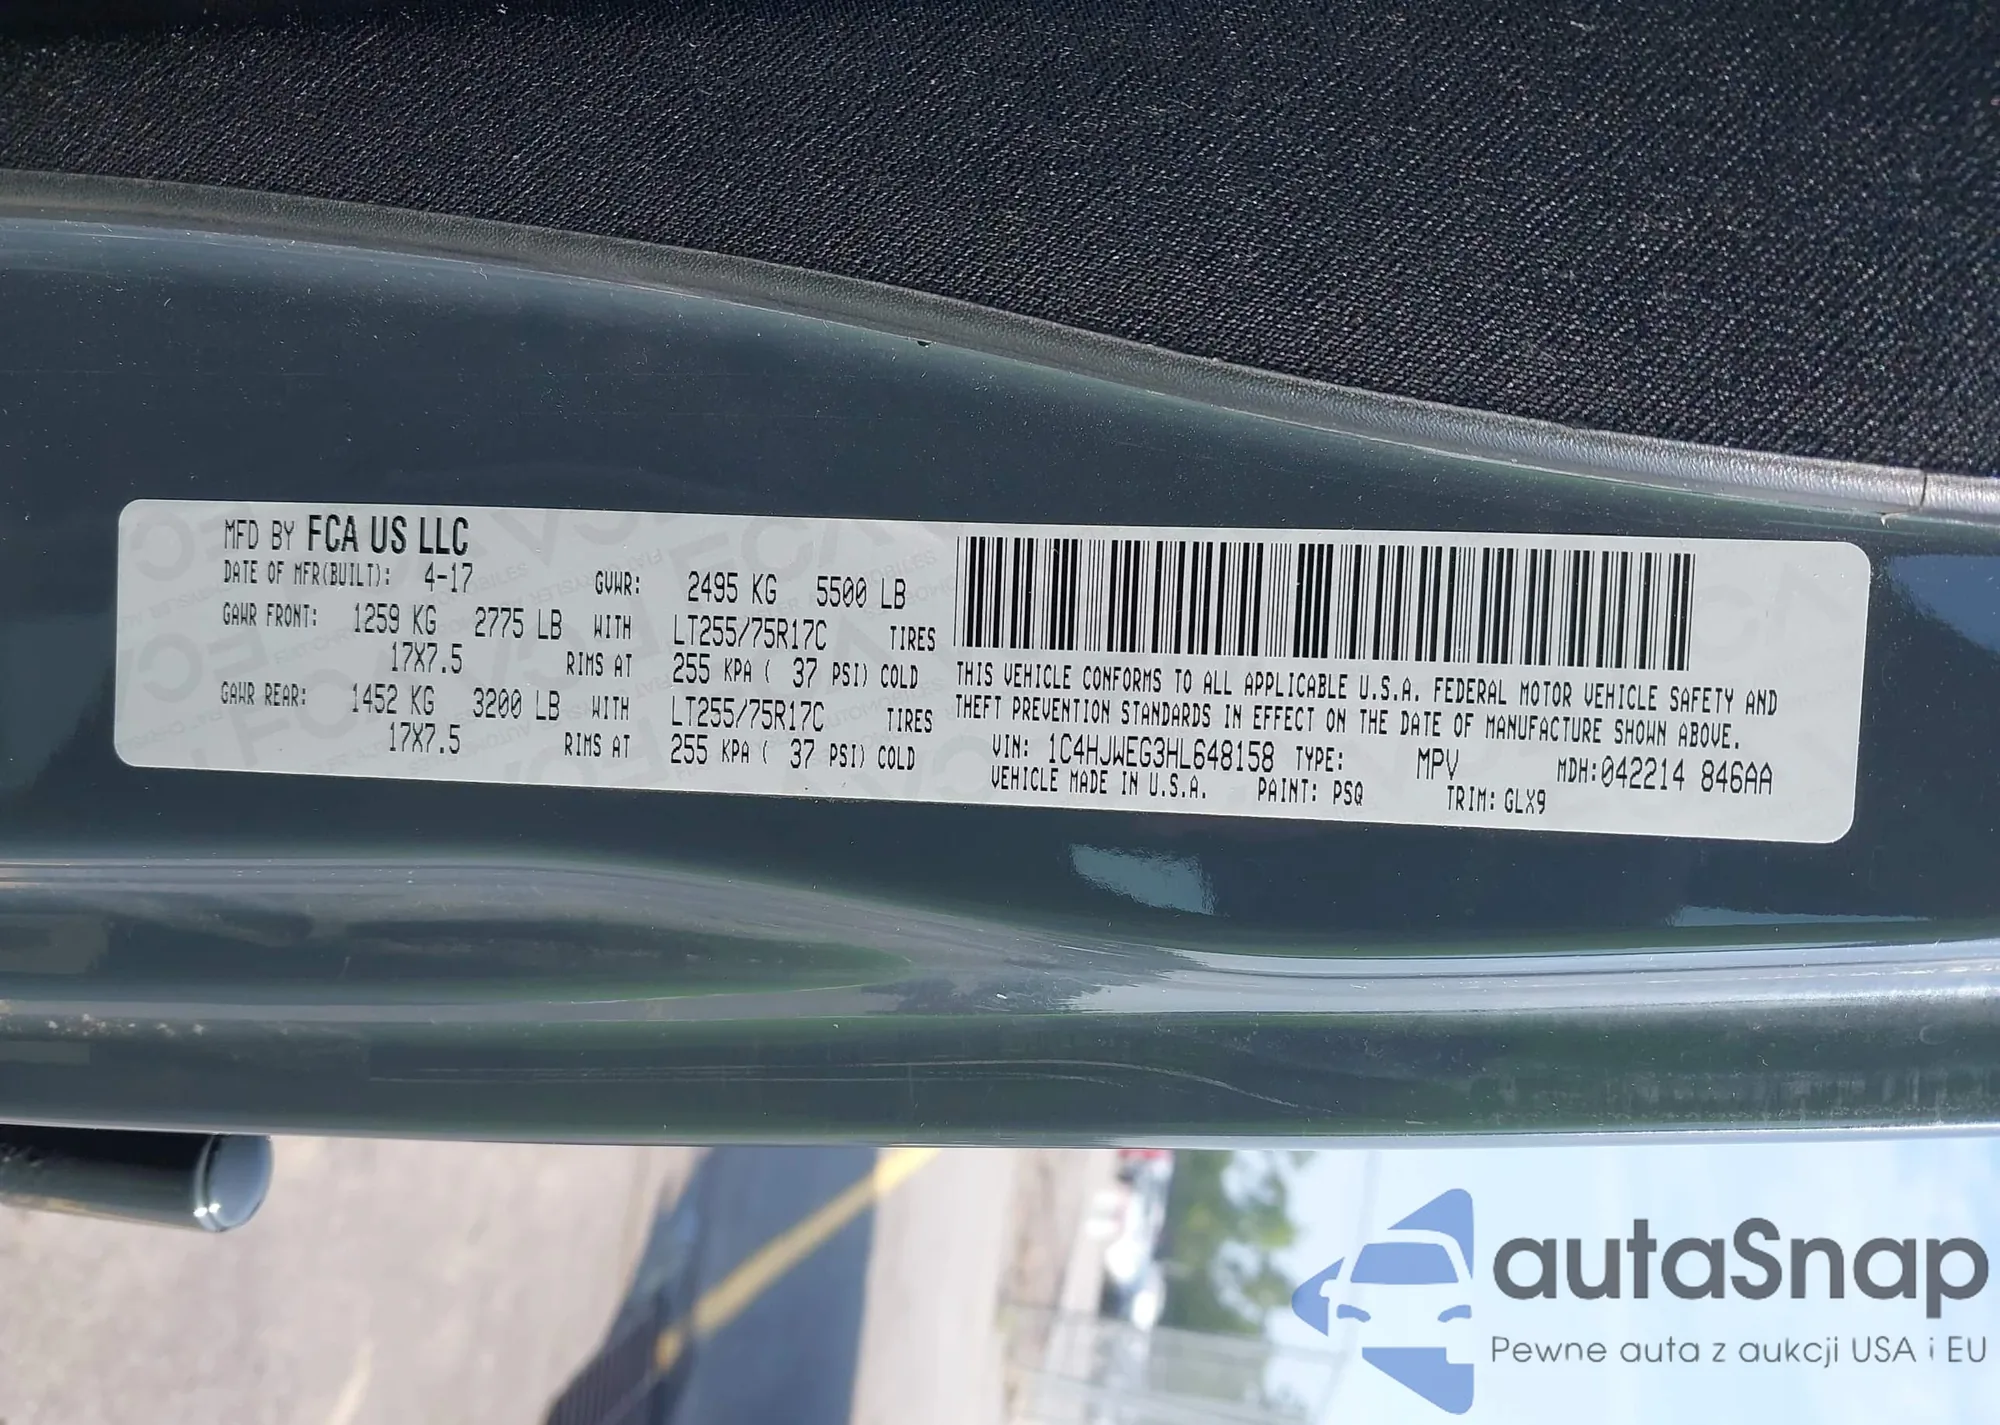 MFD BY FCA US LLC
DATE OF MFR(BUILT): 4-17 GVWR: 2495 KG 5500 LB
GAWR FRONT: 1259 KG 2775 LB WITH LT255/75R17C TIRES
17X7.5 RIMS AT 255 KPA ( 37 PSI) COLD
GAWR REAR: 1452 KG 3200 LB WITH LT255/75R17C TIRES
17X7.5 RIMS AT 255 KPA ( 37 PSI) COLD
THIS VEHICLE CONFORMS TO ALL APPLICABLE U.S.A. FEDERAL MOTOR VEHICLE SAFETY AND
THEFT PREVENTION STANDARDS IN EFFECT ON THE DATE OF MANUFACTURE SHOWN ABOVE.
VIN: 1C4HJWEG3HL648158 TYPE: MPV MDH:042214 846AA
VEHICLE MADE IN U.S.A. PAINT: PSQ TRIM: GLX9
autaSnap
Pewne auta z aukcji USA i EU